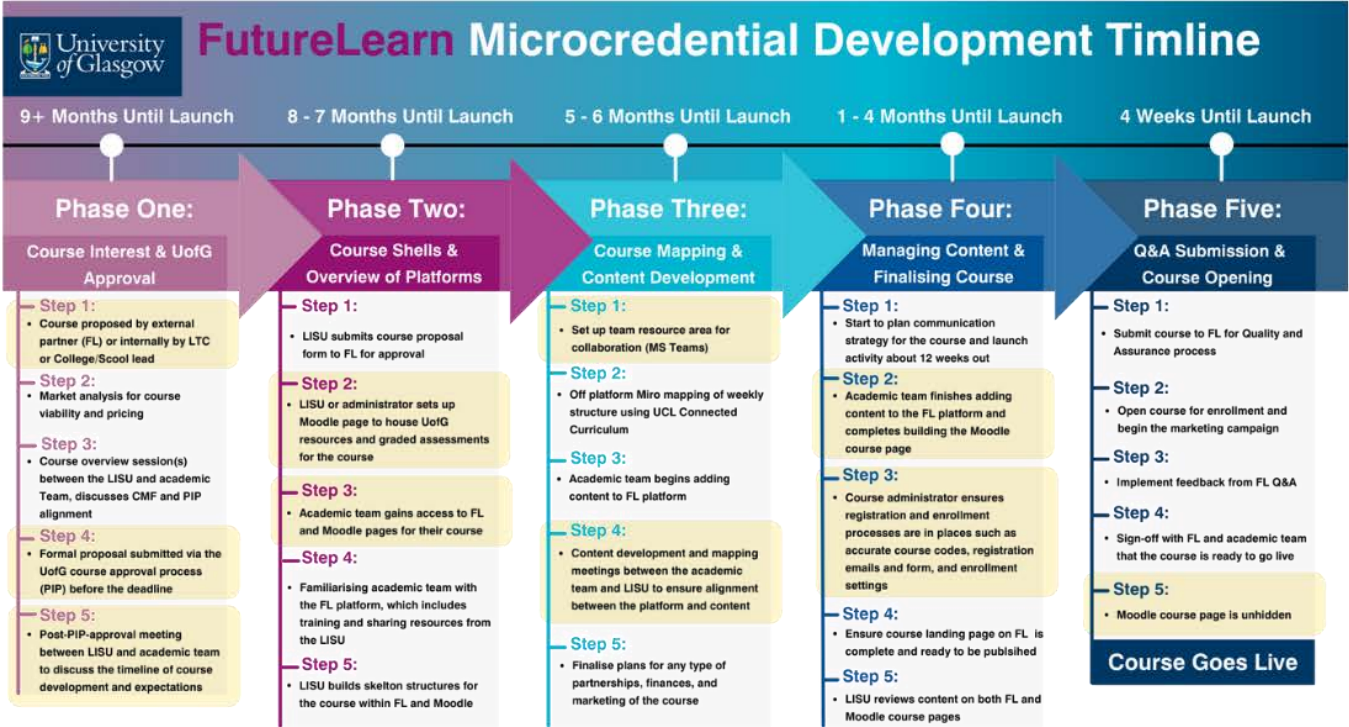 University
of Glasgow
FutureLearn Microcredential Development Timline
9+ Months Until Launch
8 - 7 Months Until Launch
5 - 6 Months Until Launch
1 - 4 Months Until Launch
4 Weeks Until Launch
Phase One:
Course Interest & UofG
Approval
Step 1:
• Course proposed by external
partner (FL) or internally by LTC
or College/Scool lead
Step 2:
• Market analysis for course
viability and pricing
Step 3:
• Course overview session(s)
between the LISU and academic
Team, discusses CMF and PIP
alignment
Step 4:
• Formal proposal submitted via the
UofG course approval process
(PIP) before the deadline
Step 5:
• Post-PIP-approval meeting
between LISU and academic team
to discuss the timeline of course
development and expectations
Phase Two:
Course Shells &
Overview of Platforms
Step 1:
• LISU submits course proposal
form to FL for approval
Step 2:
• LISU or administrator sets up
Moodle page to house UofG
resources and graded assessments
for the course
Step 3:
• Academic team gains access to FL
and Moodle pages for their course
Step 4:
• Familiarising academic team with
the FL platform, which includes
training and sharing resources from
the LISU
Step 5:
• LISU builds skelton structures for
the course within FL and Moodle
Phase Three:
Course Mapping &
Content Development
Step 1:
• Set up team resource area for
collaboration (MS Teams)
Step 2:
• Off platform Miro mapping of weekly
structure using UCL Connected
Curriculum
Step 3:
• Academic team begins adding
content to FL platform
Step 4:
• Content development and mapping
meetings between the academic
team and LISU to ensure alignment
between the platform and content
Step 5:
• Finalise plans for any type of
partnerships, finances, and
marketing of the course
Phase Four:
Managing Content &
Finalising Course
Step 1:
• Start to plan communication
strategy for the course and launch
activity about 12 weeks out
Step 2:
• Academic team finishes adding
content to the FL platform and
completes building the Moodle
course page
Step 3:
• Course administrator ensures
registration and enrollment
processes are in places such as
accurate course codes, registration
emails and form, and enrollment
settings
Step 4:
• Ensure course landing page on FL is
complete and ready to be publsihed
Step 5:
• LISU reviews content on both FL and
Moodle course pages
Phase Five:
Q&A Submission &
Course Opening
Step 1:
• Submit course to FL for Quality and
Assurance process
Step 2:
• Open course for enrollment and
begin the marketing campaign
Step 3:
• Implement feedback from FL Q&A
Step 4:
• Sign-off with FL and academic team
that the course is ready to go live
Step 5:
• Moodle course page is unhidden
Course Goes Live